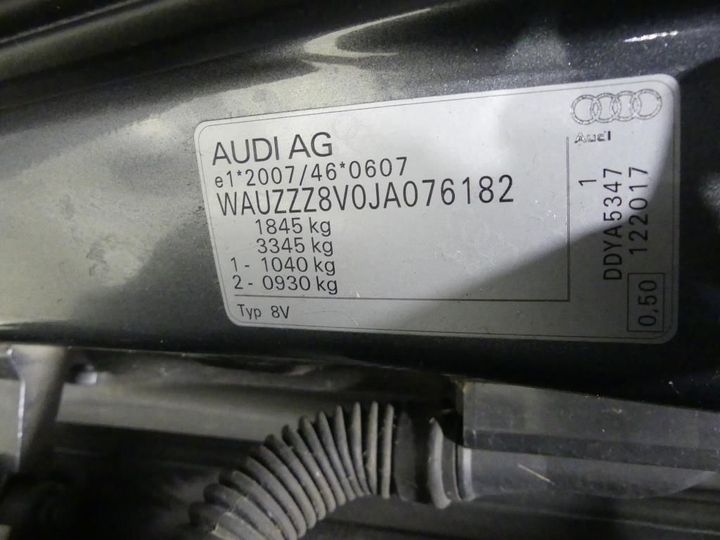 AUDI AG
e1*2007/46*0607
WAUZZZ8V0JA076182
1845 kg
3345 kg
1 - 1040 kg
2 - 0930 kg
Typ 8V
Audi
1
DDYA5347
122017
0,50